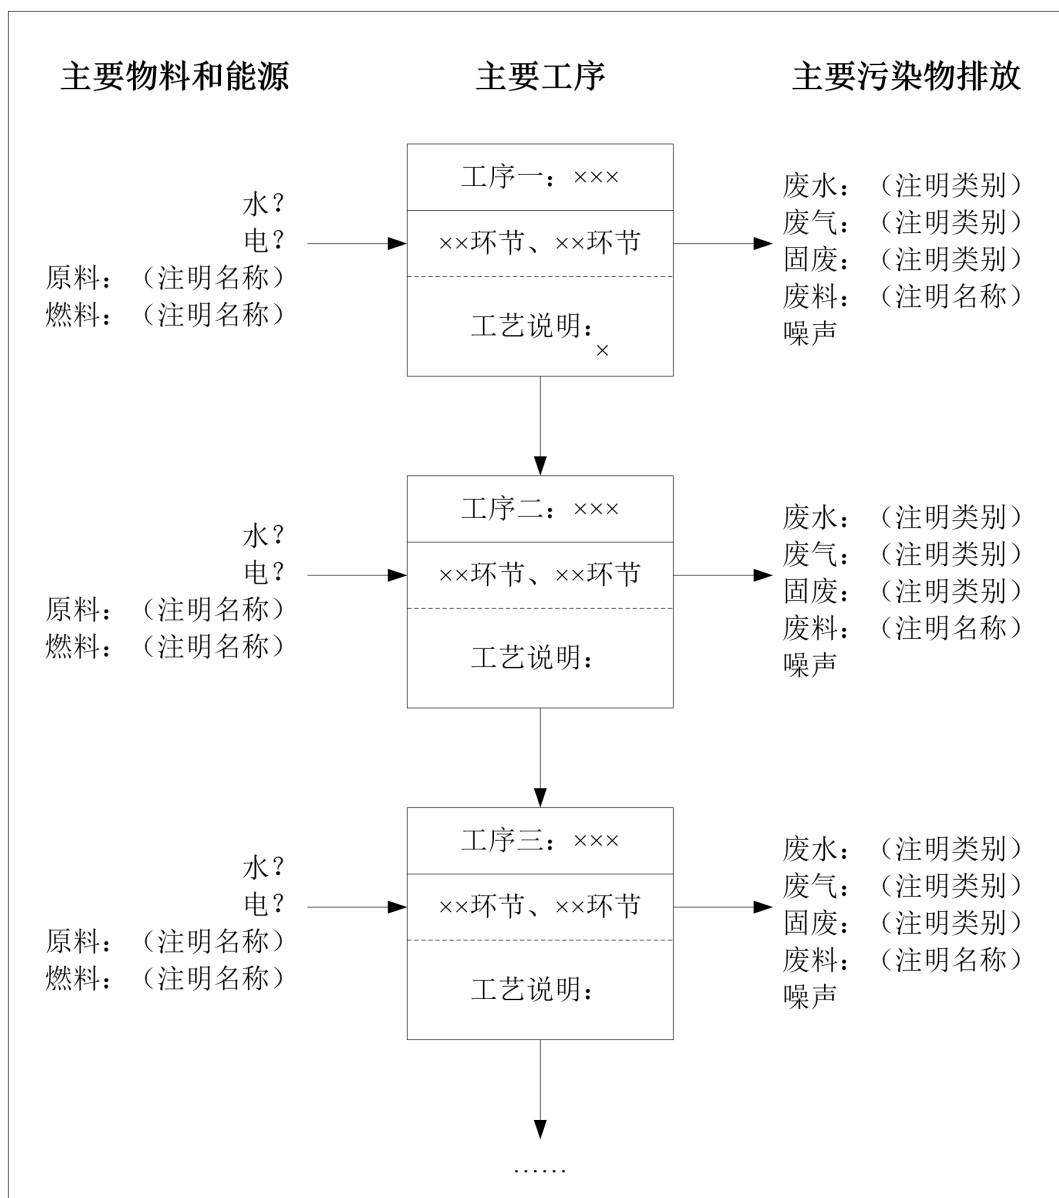 主要物料和能源
主要工序
主要污染物排放
水?
电?
原料：（注明名称）
燃料：（注明名称）
工序一：×××
××环节、××环节
工艺说明：
×
废水：（注明类别）
废气：（注明类别）
固废：（注明类别）
废料：（注明名称）
噪声
水?
电?
原料：（注明名称）
燃料：（注明名称）
工序二：×××
××环节、××环节
工艺说明：
废水：（注明类别）
废气：（注明类别）
固废：（注明类别）
废料：（注明名称）
噪声
水?
电?
原料：（注明名称）
燃料：（注明名称）
工序三：×××
××环节、××环节
工艺说明：
废水：（注明类别）
废气：（注明类别）
固废：（注明类别）
废料：（注明名称）
噪声
……